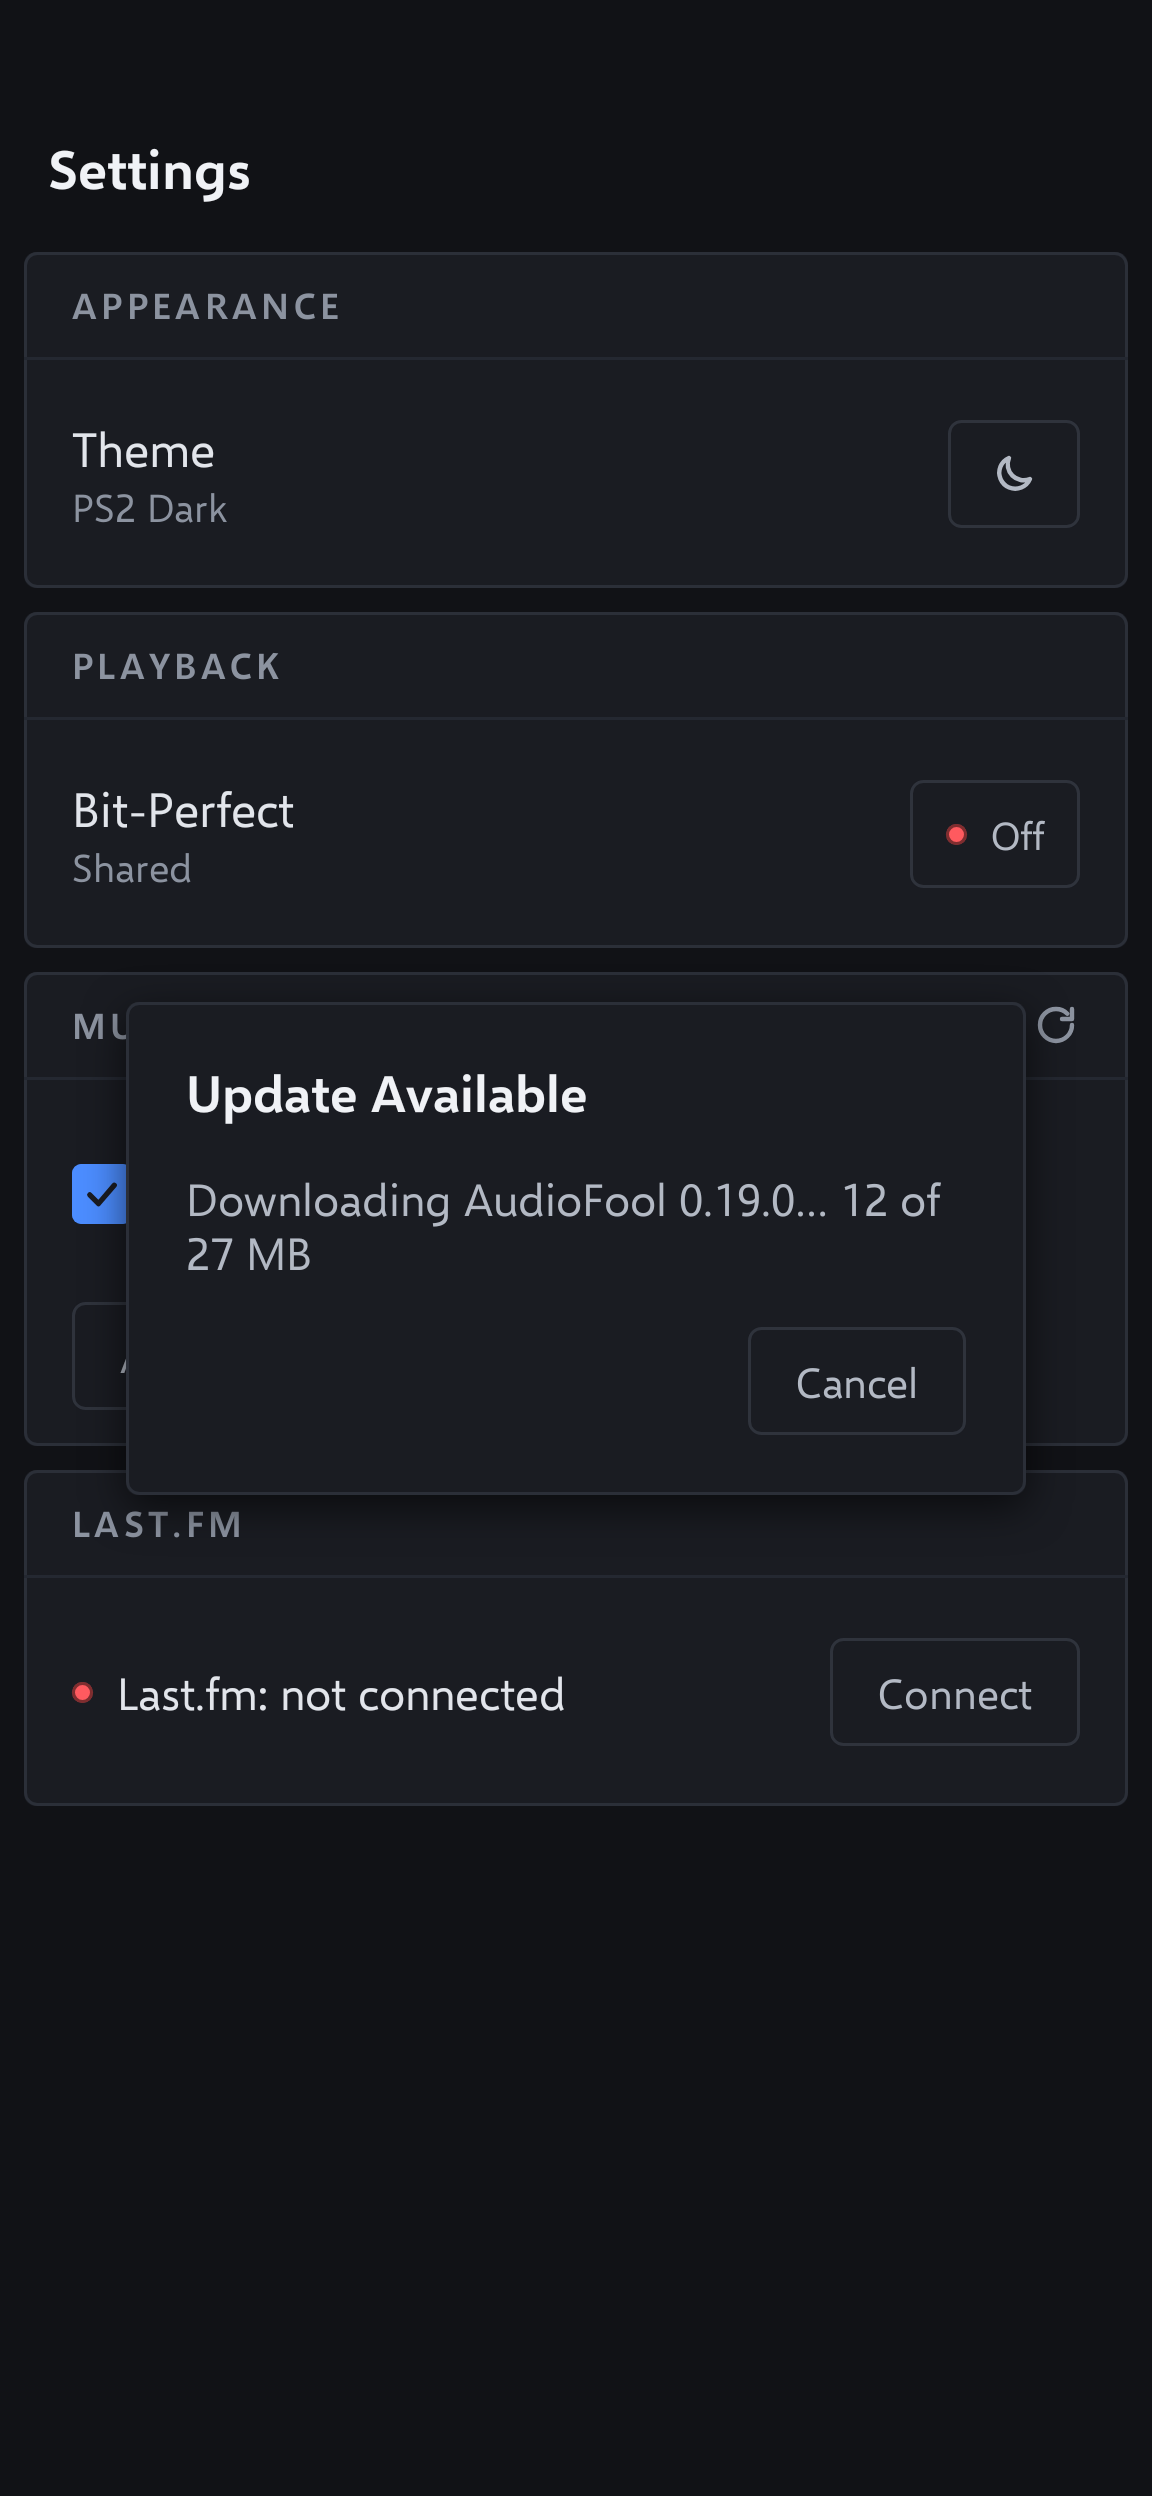 Settings
APPEARANCE
Theme
PS2 Dark
PLAYBACK
Bit-Perfect
Shared
Off
Update Available
Downloading AudioFool 0.19.0... 12 of
27 MB
Cancel
LAST.FM
Last.fm: not connected
Connect